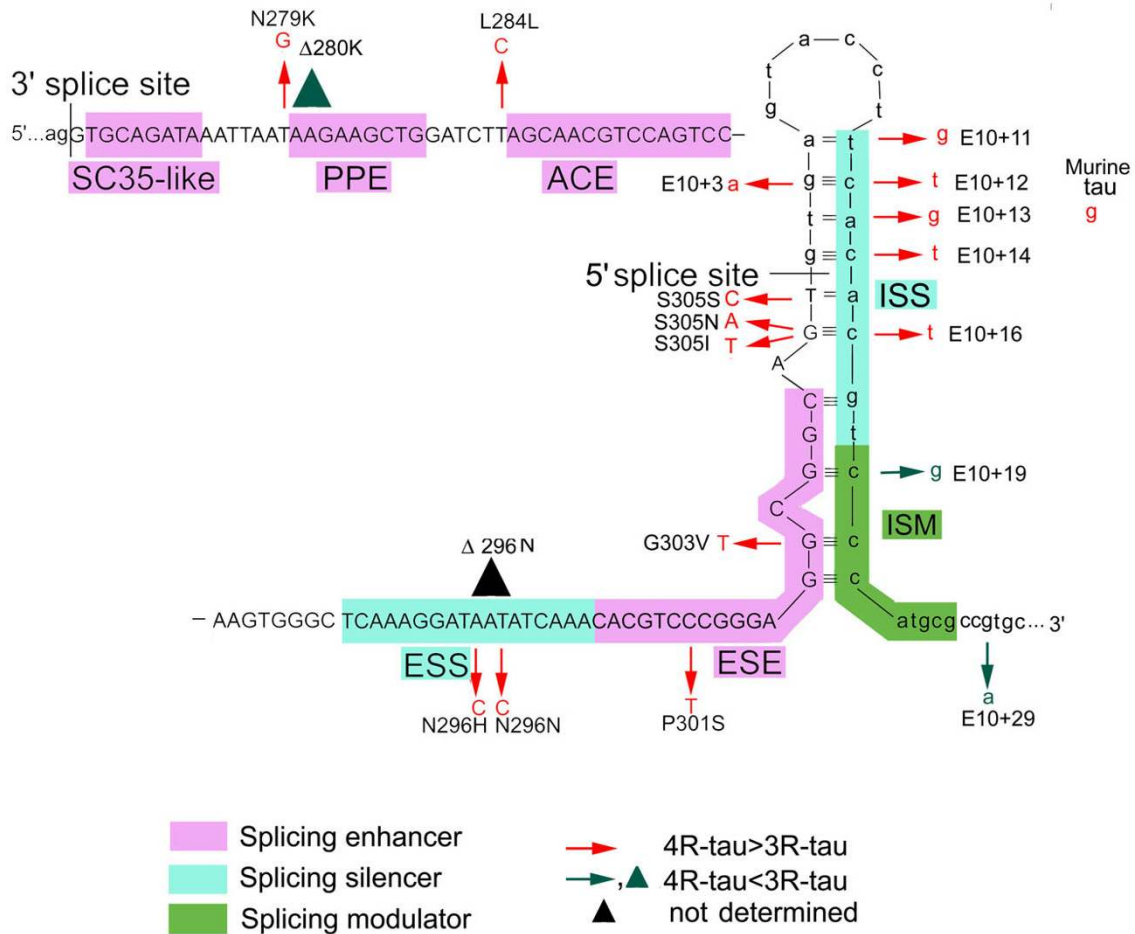 N279K
G
Δ280K
L284L
C
3' splice site
5'...agGTGCAGATAAATTAATAAGAAGCTGGATCTTAGCAACGTCCAGTCC–
SC35-like
PPE
ACE
t a c c t
g
a t
g c
t a
g c
T a
G c
A
C g
G t
G c
C c
G c
G c
E10+3 a
5' splice site
S305S C
S305N A
S305I T
g E10+11
t E10+12
g E10+13
t E10+14
ISS
t E10+16
Murine
tau
g
g E10+19
ISM
G303V T
Δ 296N
– AAGTGGGC TCAAAGGATAATATCAAACACGTCCCGGGA
atgcg ccgtgc... 3'
ESS
ESE
C C
N296H N296N
T
P301S
a
E10+29
Splicing enhancer
Splicing silencer
Splicing modulator
4R-tau>3R-tau
, 4R-tau<3R-tau
not determined